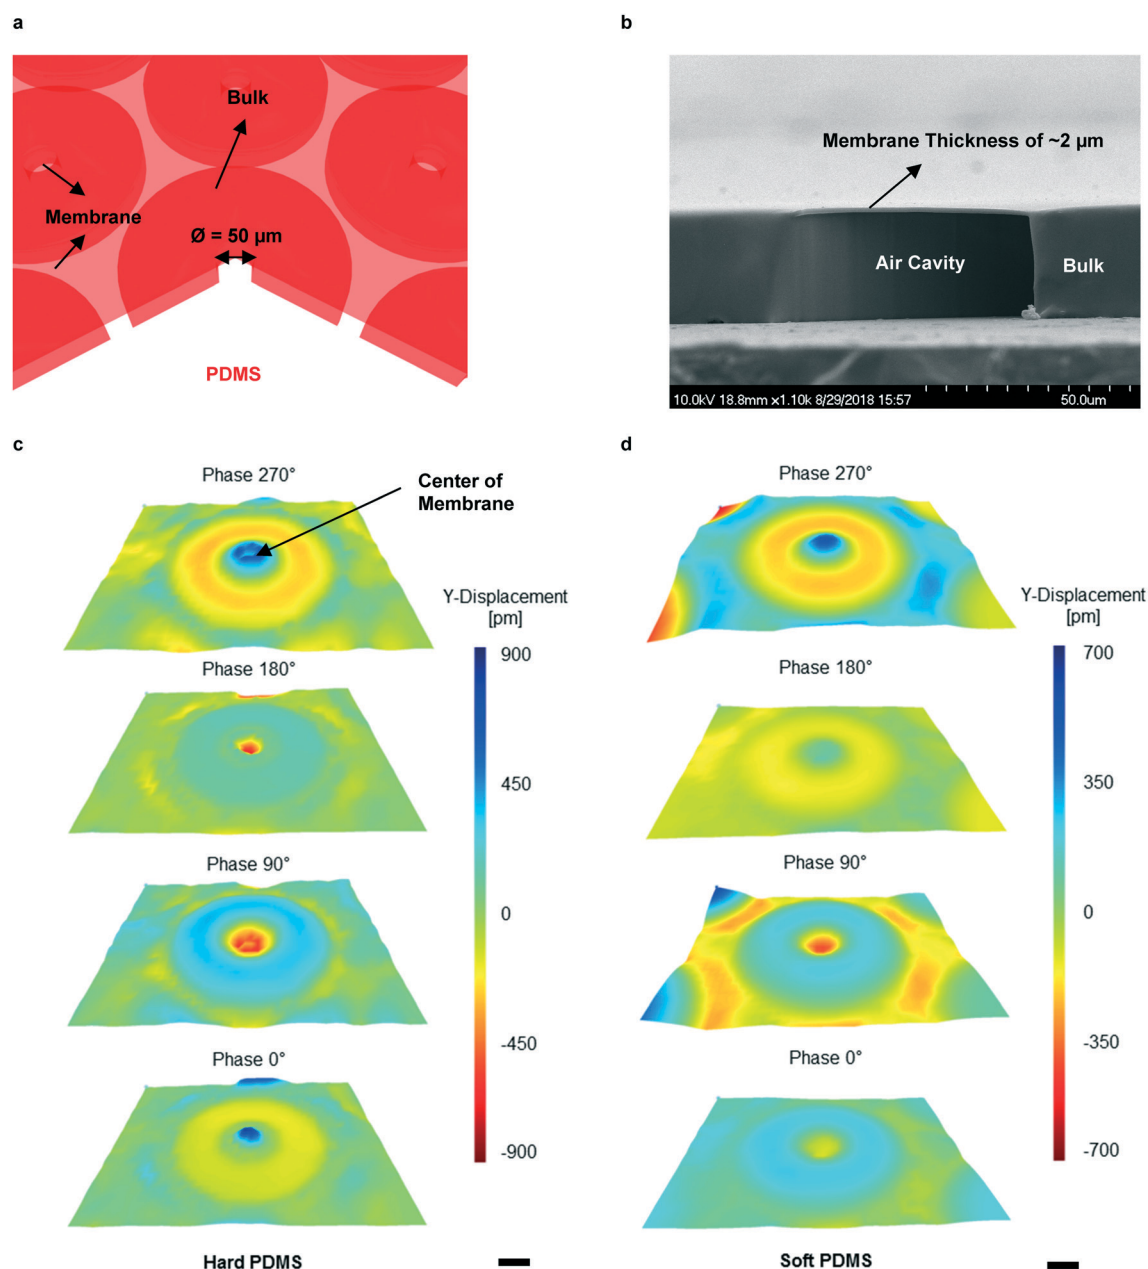 a
Bulk
Membrane
Ø = 50 µm
PDMS
b
Membrane Thickness of ~2 µm
Air Cavity
Bulk
10.0kV 18.8mm ×1.10k 8/29/2018 15:57
50.0um
c
Phase 270°
Center of
Membrane
Y-Displacement
[pm]
900
Phase 180°
450
Phase 90°
0
-450
Phase 0°
-900
Hard PDMS
d
Phase 270°
Y-Displacement
[pm]
700
Phase 180°
350
Phase 90°
0
-350
Phase 0°
-700
Soft PDMS